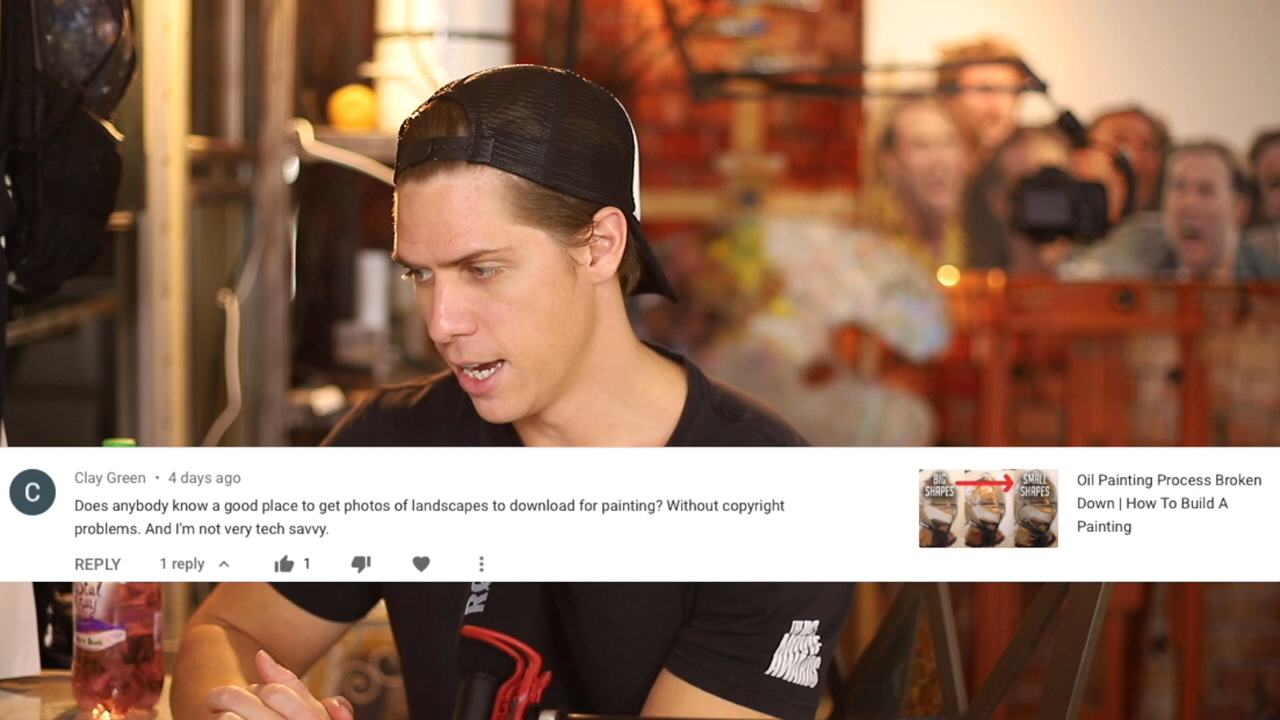 Clay Green • 4 days ago
Does anybody know a good place to get photos of landscapes to download for painting? Without copyright
problems. And I'm not very tech savvy.
REPLY 1 reply 1
BIG
SHAPES
SMALL
SHAPES
Oil Painting Process Broken
Down | How To Build A
Painting